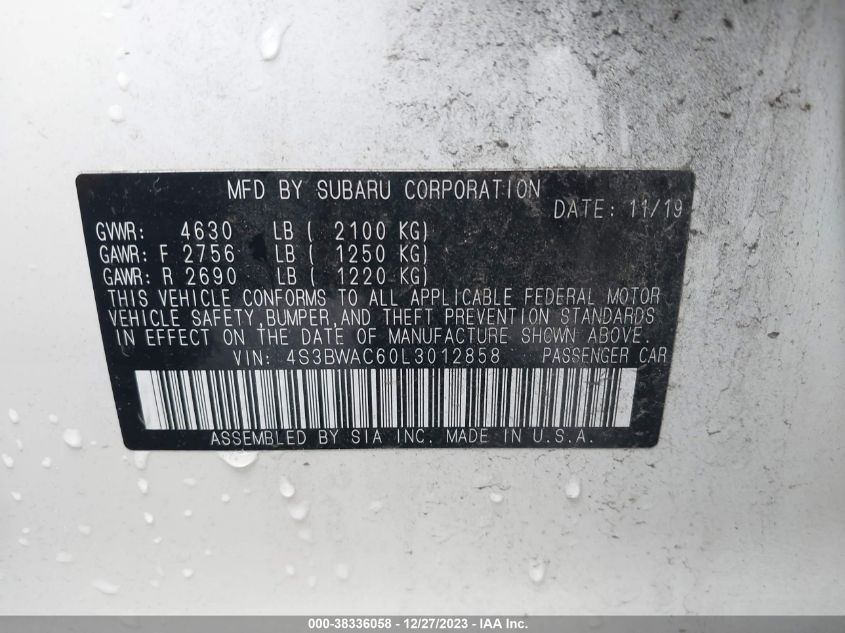 MFD BY SUBARU CORPORATION
DATE: 11/19
GVWR: 4630 LB ( 2100 KG)
GAWR: F 2756 LB ( 1250 KG)
GAWR: R 2690 LB ( 1220 KG)
THIS VEHICLE CONFORMS TO ALL APPLICABLE FEDERAL MOTOR
VEHICLE SAFETY, BUMPER, AND THEFT PREVENTION STANDARDS
IN EFFECT ON THE DATE OF MANUFACTURE SHOWN ABOVE.
VIN: 4S3BWAC60L3012858 PASSENGER CAR
ASSEMBLED BY SIA INC. MADE IN U.S.A.
000-38336058 - 12/27/2023 - IAA Inc.